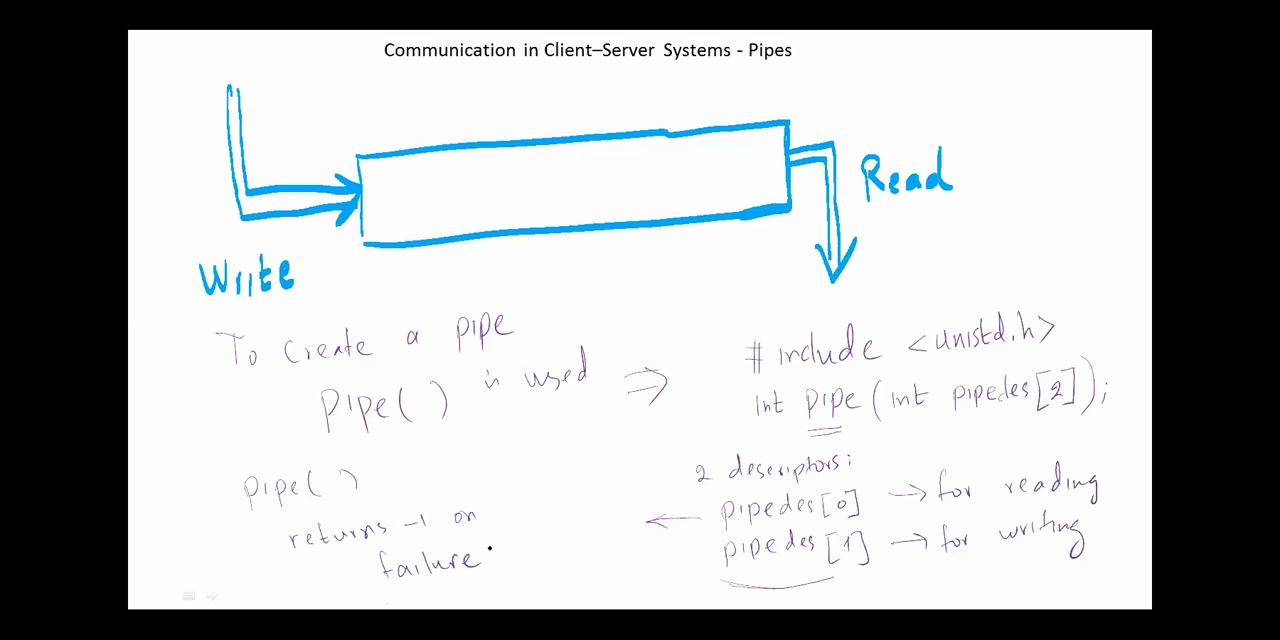 Communication in Client–Server Systems - Pipes
Read
Write
To create a pipe
pipe( ) is used ⇒
# include <unistd.h>
int pipe (int pipedes[2]);
2 descriptors:
pipedes[0] → for reading
pipedes[1] → for writing
←
pipe( )
returns -1 on
failure.